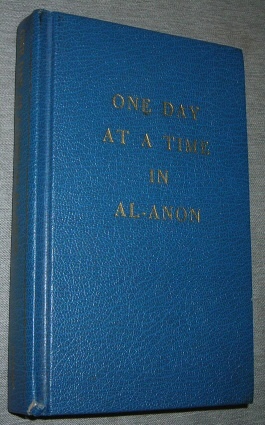 ONE DAY
AT A TIME
IN
AL-ANON